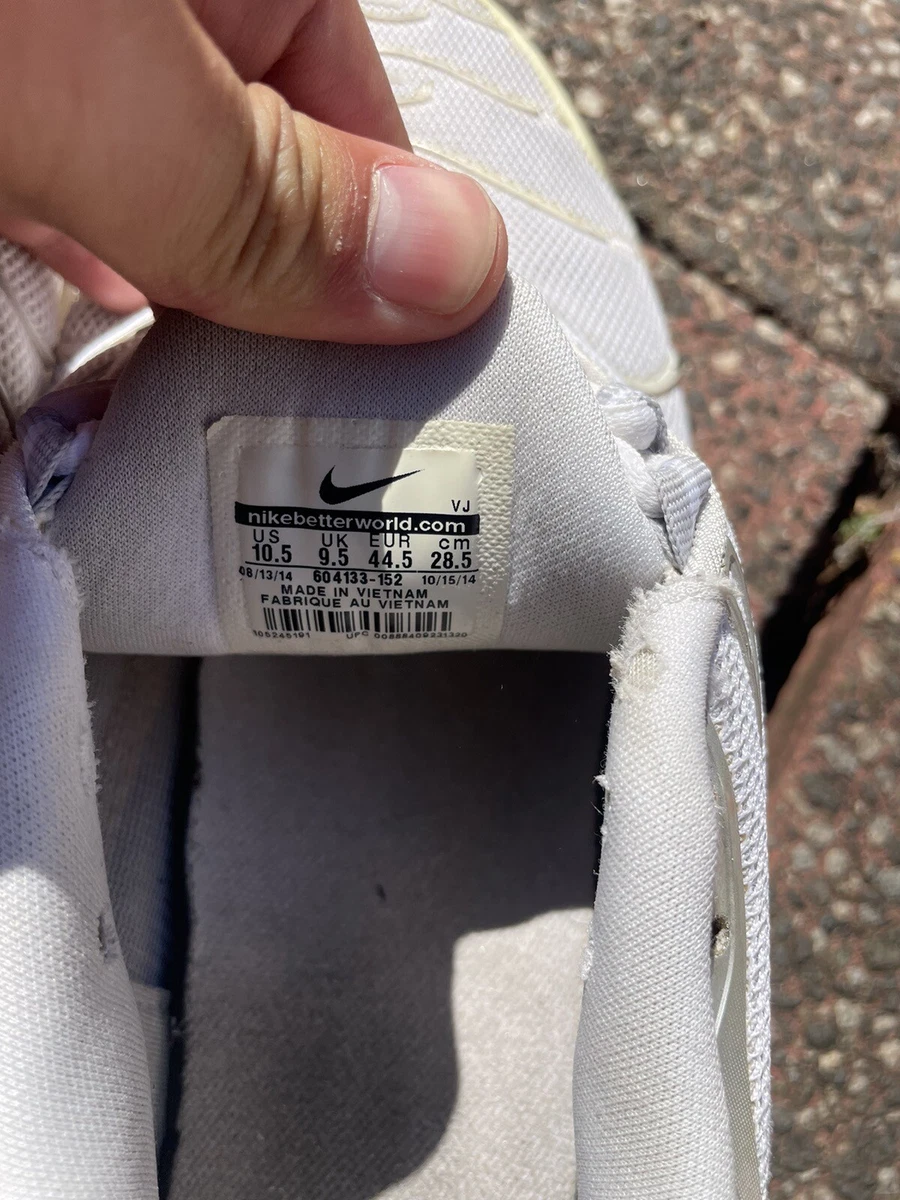 VJ
nikebetterworld.com
US UK EUR cm
10.5 9.5 44.5 28.5
08/13/14 604133-152 10/15/14
MADE IN VIETNAM
FABRIQUE AU VIETNAM
UPC